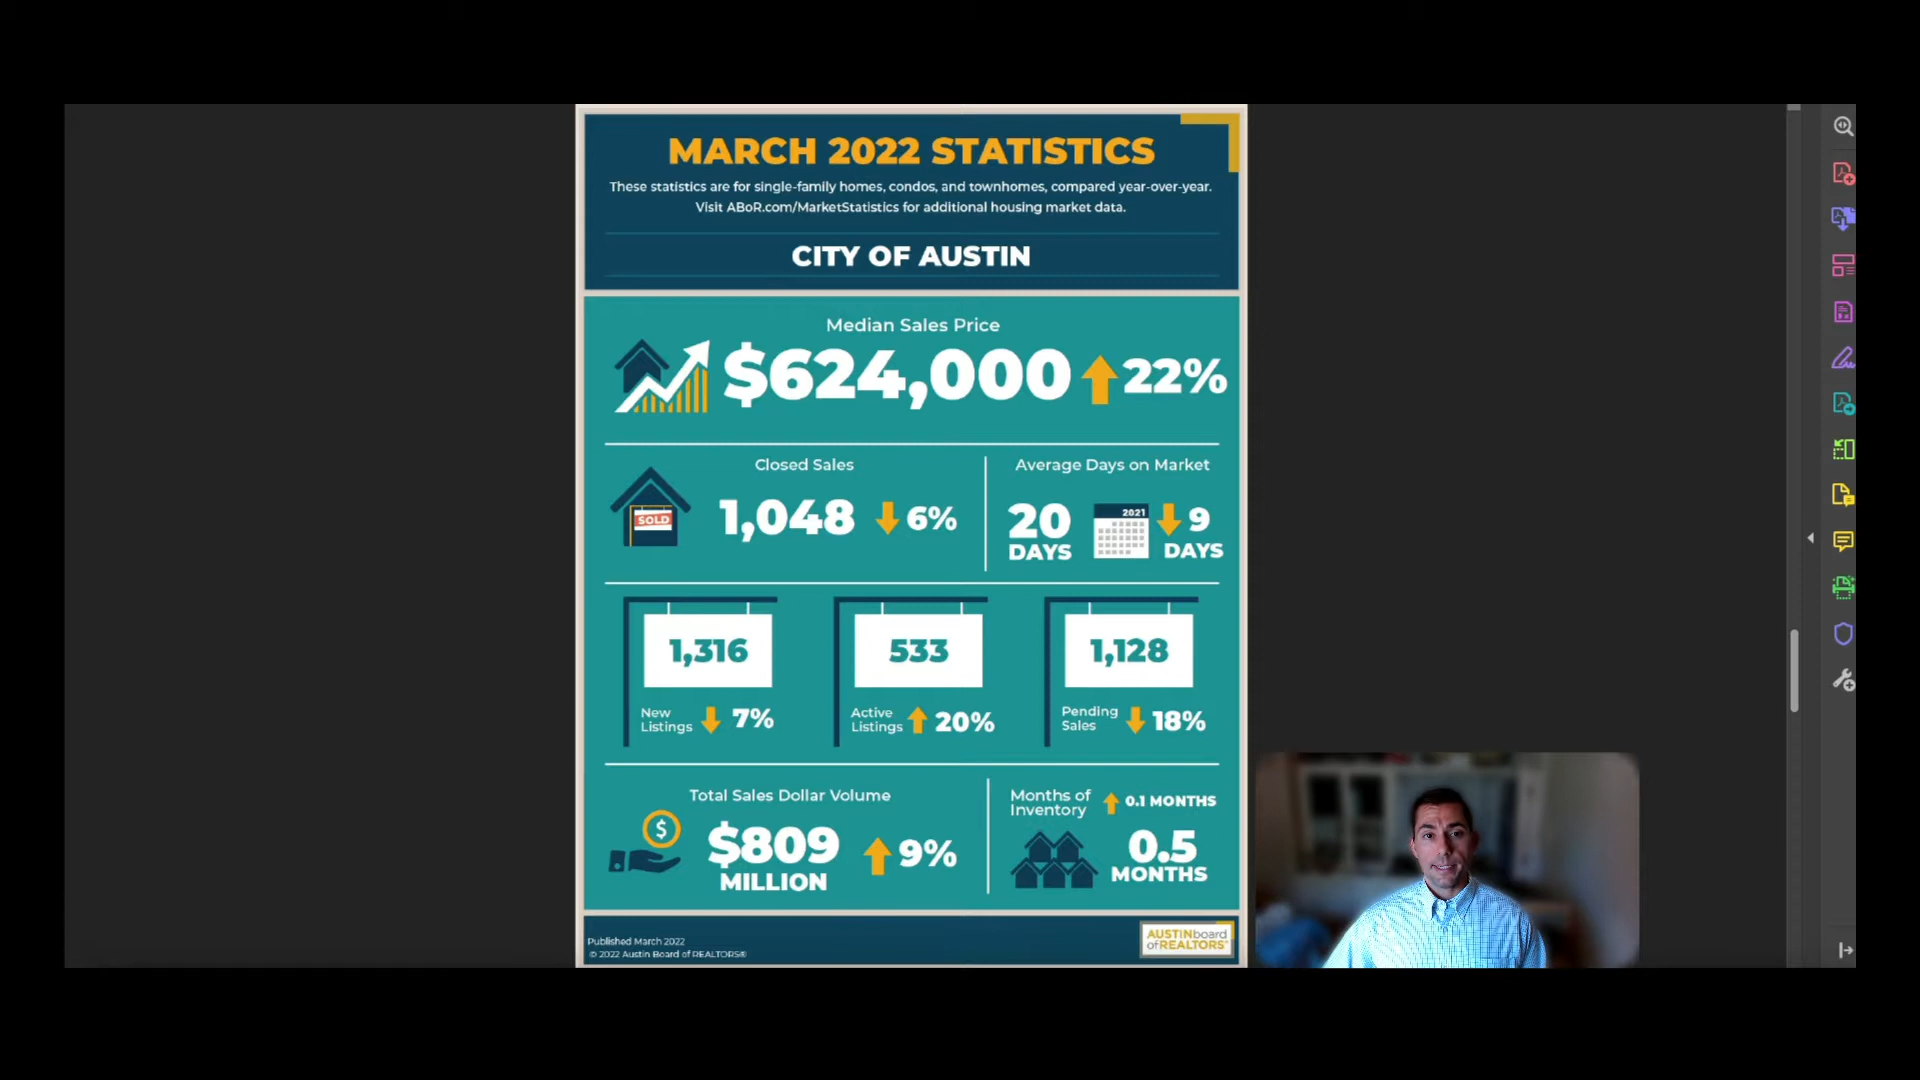 MARCH 2022 STATISTICS
These statistics are for single-family homes, condos, and townhomes, compared year-over-year.
Visit ABoR.com/MarketStatistics for additional housing market data.
CITY OF AUSTIN
Median Sales Price
$624,000 22%
Closed Sales
1,048 6%
SOLD
Average Days on Market
20 DAYS
2021
9 DAYS
1,316
New Listings 7%
533
Active Listings 20%
1,128
Pending Sales 18%
Total Sales Dollar Volume
$
$809 MILLION
9%
Months of Inventory
0.1 MONTHS
0.5 MONTHS
Published March 2022
© 2022 Austin Board of REALTORS®
AUSTINboard
ofREALTORS®